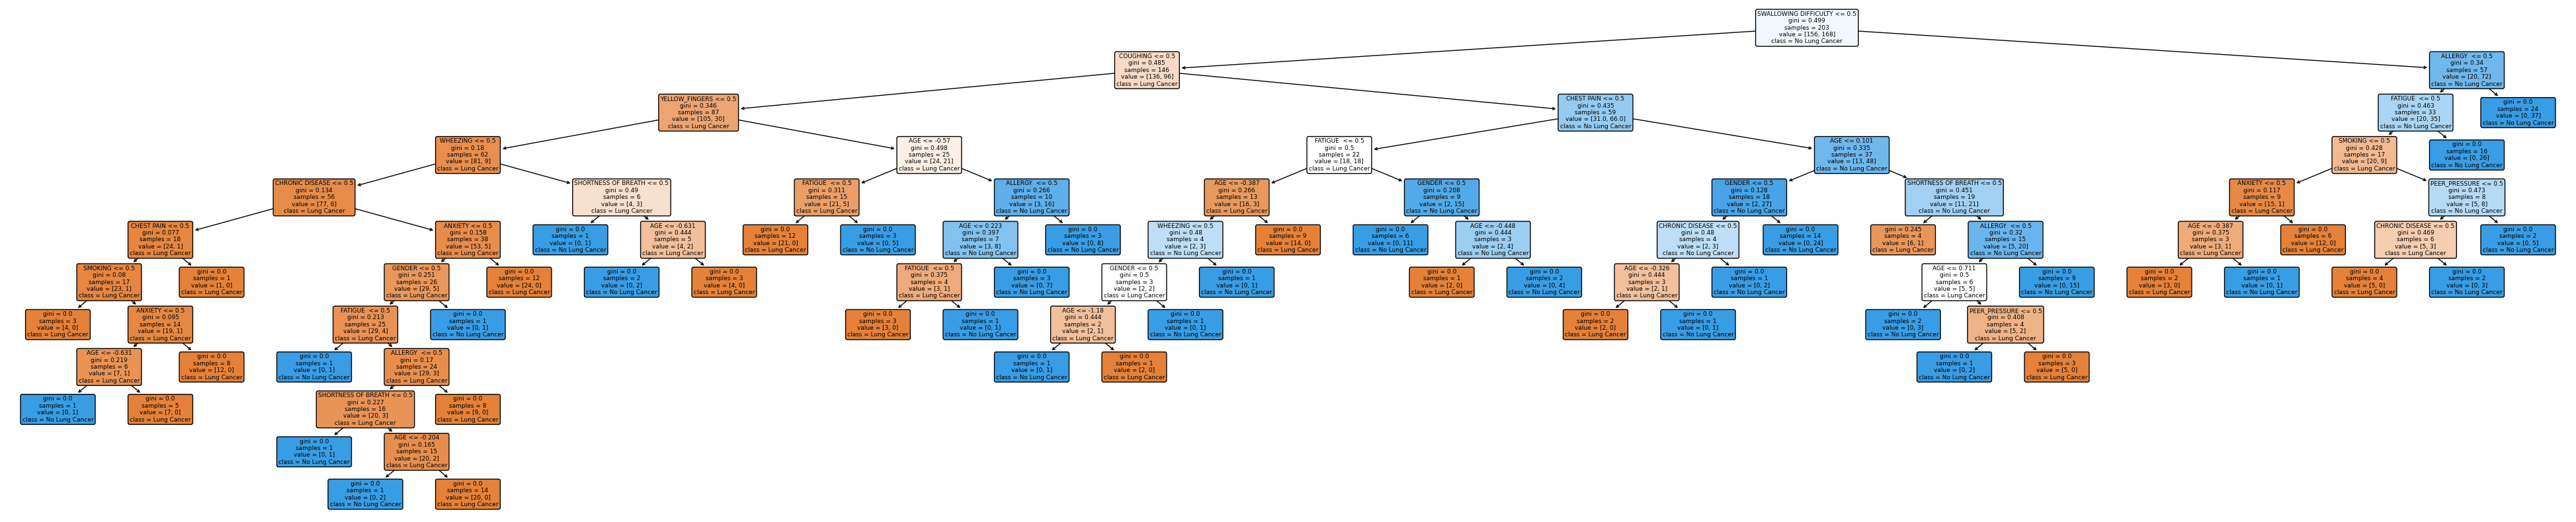 SWALLOWING DIFFICULTY <= 0.5
gini = 0.499
samples = 203
value = [156, 168]
class = No Lung Cancer
COUGHING <= 0.5
gini = 0.485
samples = 146
value = [136, 96]
class = Lung Cancer
ALLERGY <= 0.5
gini = 0.34
samples = 57
value = [20, 72]
class = No Lung Cancer
YELLOW_FINGERS <= 0.5
gini = 0.346
samples = 87
value = [105, 30]
class = Lung Cancer
CHEST PAIN <= 0.5
gini = 0.435
samples = 59
value = [31.0, 66.0]
class = No Lung Cancer
FATIGUE <= 0.5
gini = 0.463
samples = 33
value = [20, 35]
class = No Lung Cancer
gini = 0.0
samples = 24
value = [0, 37]
class = No Lung Cancer
WHEEZING <= 0.5
gini = 0.18
samples = 62
value = [81, 9]
class = Lung Cancer
AGE <= -0.57
gini = 0.498
samples = 25
value = [24, 21]
class = Lung Cancer
FATIGUE <= 0.5
gini = 0.5
samples = 22
value = [18, 18]
class = Lung Cancer
AGE <= 0.101
gini = 0.335
samples = 37
value = [13, 48]
class = No Lung Cancer
SMOKING <= 0.5
gini = 0.428
samples = 17
value = [20, 9]
class = Lung Cancer
gini = 0.0
samples = 16
value = [0, 26]
class = No Lung Cancer
CHRONIC DISEASE <= 0.5
gini = 0.134
samples = 56
value = [77, 6]
class = Lung Cancer
SHORTNESS OF BREATH <= 0.5
gini = 0.49
samples = 6
value = [4, 3]
class = Lung Cancer
FATIGUE <= 0.5
gini = 0.311
samples = 15
value = [21, 5]
class = Lung Cancer
ALLERGY <= 0.5
gini = 0.266
samples = 10
value = [3, 16]
class = No Lung Cancer
AGE <= -0.387
gini = 0.266
samples = 13
value = [16, 3]
class = Lung Cancer
GENDER <= 0.5
gini = 0.208
samples = 9
value = [2, 15]
class = No Lung Cancer
GENDER <= 0.5
gini = 0.128
samples = 18
value = [2, 27]
class = No Lung Cancer
SHORTNESS OF BREATH <= 0.5
gini = 0.451
samples = 19
value = [11, 21]
class = No Lung Cancer
ANXIETY <= 0.5
gini = 0.117
samples = 9
value = [15, 1]
class = Lung Cancer
PEER_PRESSURE <= 0.5
gini = 0.473
samples = 8
value = [5, 8]
class = No Lung Cancer
CHEST PAIN <= 0.5
gini = 0.077
samples = 18
value = [24, 1]
class = Lung Cancer
ANXIETY <= 0.5
gini = 0.158
samples = 38
value = [53, 5]
class = Lung Cancer
gini = 0.0
samples = 1
value = [0, 1]
class = No Lung Cancer
AGE <= -0.631
gini = 0.444
samples = 5
value = [4, 2]
class = Lung Cancer
gini = 0.0
samples = 12
value = [21, 0]
class = Lung Cancer
gini = 0.0
samples = 3
value = [0, 5]
class = No Lung Cancer
AGE <= 0.223
gini = 0.397
samples = 7
value = [3, 8]
class = No Lung Cancer
gini = 0.0
samples = 3
value = [0, 8]
class = No Lung Cancer
WHEEZING <= 0.5
gini = 0.48
samples = 4
value = [2, 3]
class = No Lung Cancer
gini = 0.0
samples = 9
value = [14, 0]
class = Lung Cancer
gini = 0.0
samples = 6
value = [0, 11]
class = No Lung Cancer
AGE <= -0.448
gini = 0.444
samples = 3
value = [2, 4]
class = No Lung Cancer
CHRONIC DISEASE <= 0.5
gini = 0.48
samples = 4
value = [2, 3]
class = No Lung Cancer
gini = 0.0
samples = 14
value = [0, 24]
class = No Lung Cancer
gini = 0.245
samples = 4
value = [6, 1]
class = Lung Cancer
ALLERGY <= 0.5
gini = 0.32
samples = 15
value = [5, 20]
class = No Lung Cancer
AGE <= -0.387
gini = 0.375
samples = 3
value = [3, 1]
class = Lung Cancer
gini = 0.0
samples = 6
value = [12, 0]
class = Lung Cancer
CHRONIC DISEASE <= 0.5
gini = 0.469
samples = 6
value = [5, 3]
class = Lung Cancer
gini = 0.0
samples = 2
value = [0, 5]
class = No Lung Cancer
SMOKING <= 0.5
gini = 0.08
samples = 17
value = [23, 1]
class = Lung Cancer
gini = 0.0
samples = 1
value = [1, 0]
class = Lung Cancer
GENDER <= 0.5
gini = 0.251
samples = 26
value = [29, 5]
class = Lung Cancer
gini = 0.0
samples = 12
value = [24, 0]
class = Lung Cancer
gini = 0.0
samples = 2
value = [0, 2]
class = No Lung Cancer
gini = 0.0
samples = 3
value = [4, 0]
class = Lung Cancer
FATIGUE <= 0.5
gini = 0.375
samples = 4
value = [3, 1]
class = Lung Cancer
gini = 0.0
samples = 3
value = [0, 7]
class = No Lung Cancer
GENDER <= 0.5
gini = 0.5
samples = 3
value = [2, 2]
class = Lung Cancer
gini = 0.0
samples = 1
value = [0, 1]
class = No Lung Cancer
gini = 0.0
samples = 1
value = [2, 0]
class = Lung Cancer
gini = 0.0
samples = 2
value = [0, 4]
class = No Lung Cancer
AGE <= -0.326
gini = 0.444
samples = 3
value = [2, 1]
class = Lung Cancer
gini = 0.0
samples = 1
value = [0, 2]
class = No Lung Cancer
AGE <= 0.711
gini = 0.5
samples = 6
value = [5, 5]
class = Lung Cancer
gini = 0.0
samples = 9
value = [0, 15]
class = No Lung Cancer
gini = 0.0
samples = 2
value = [3, 0]
class = Lung Cancer
gini = 0.0
samples = 1
value = [0, 1]
class = No Lung Cancer
gini = 0.0
samples = 4
value = [5, 0]
class = Lung Cancer
gini = 0.0
samples = 2
value = [0, 3]
class = No Lung Cancer
gini = 0.0
samples = 3
value = [4, 0]
class = Lung Cancer
ANXIETY <= 0.5
gini = 0.095
samples = 14
value = [19, 1]
class = Lung Cancer
FATIGUE <= 0.5
gini = 0.213
samples = 25
value = [29, 4]
class = Lung Cancer
gini = 0.0
samples = 1
value = [0, 1]
class = No Lung Cancer
gini = 0.0
samples = 3
value = [3, 0]
class = Lung Cancer
gini = 0.0
samples = 1
value = [0, 1]
class = No Lung Cancer
AGE <= -1.18
gini = 0.444
samples = 2
value = [2, 1]
class = Lung Cancer
gini = 0.0
samples = 1
value = [0, 1]
class = No Lung Cancer
gini = 0.0
samples = 2
value = [2, 0]
class = Lung Cancer
gini = 0.0
samples = 1
value = [0, 1]
class = No Lung Cancer
gini = 0.0
samples = 2
value = [0, 3]
class = No Lung Cancer
PEER_PRESSURE <= 0.5
gini = 0.408
samples = 4
value = [5, 2]
class = Lung Cancer
AGE <= -0.631
gini = 0.219
samples = 6
value = [7, 1]
class = Lung Cancer
gini = 0.0
samples = 8
value = [12, 0]
class = Lung Cancer
gini = 0.0
samples = 1
value = [0, 1]
class = No Lung Cancer
ALLERGY <= 0.5
gini = 0.17
samples = 24
value = [29, 3]
class = Lung Cancer
gini = 0.0
samples = 1
value = [0, 1]
class = No Lung Cancer
gini = 0.0
samples = 1
value = [2, 0]
class = Lung Cancer
gini = 0.0
samples = 1
value = [0, 2]
class = No Lung Cancer
gini = 0.0
samples = 3
value = [5, 0]
class = Lung Cancer
gini = 0.0
samples = 1
value = [0, 1]
class = No Lung Cancer
gini = 0.0
samples = 5
value = [7, 0]
class = Lung Cancer
SHORTNESS OF BREATH <= 0.5
gini = 0.227
samples = 16
value = [20, 3]
class = Lung Cancer
gini = 0.0
samples = 8
value = [9, 0]
class = Lung Cancer
gini = 0.0
samples = 1
value = [0, 1]
class = No Lung Cancer
AGE <= -0.204
gini = 0.165
samples = 15
value = [20, 2]
class = Lung Cancer
gini = 0.0
samples = 1
value = [0, 2]
class = No Lung Cancer
gini = 0.0
samples = 14
value = [20, 0]
class = Lung Cancer